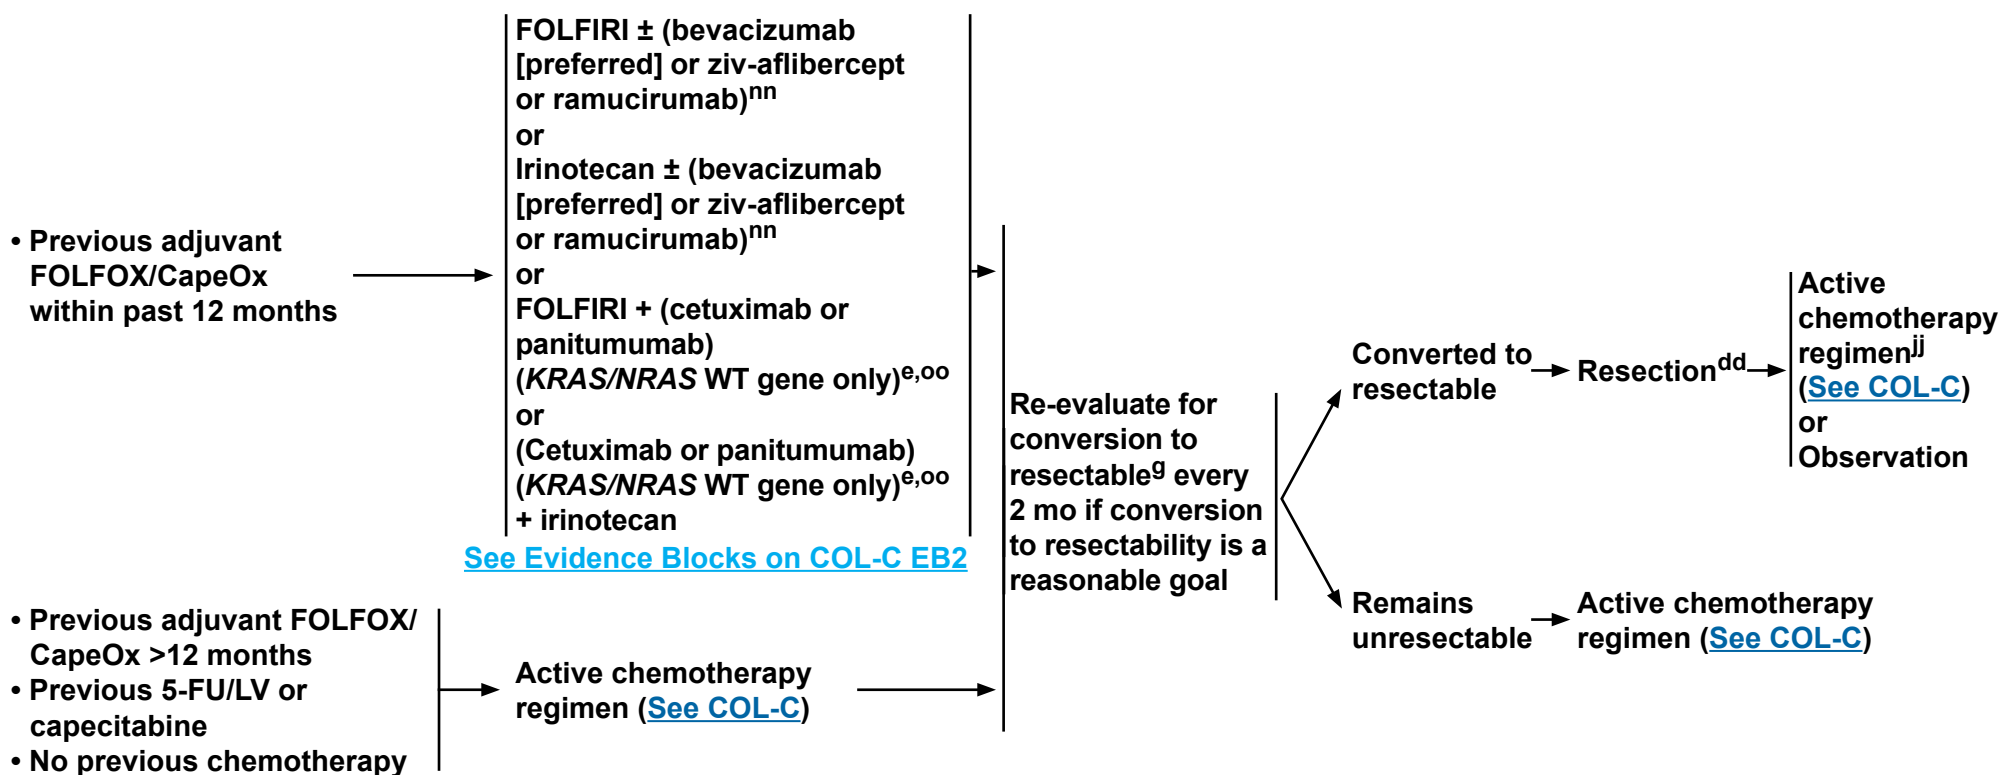 • Previous adjuvant
FOLFOX/CapeOx
within past 12 months
FOLFIRI ± (bevacizumab
[preferred] or ziv-aflibercept
or ramucirumab)nn
or
Irinotecan ± (bevacizumab
[preferred] or ziv-aflibercept
or ramucirumab)nn
or
FOLFIRI + (cetuximab or
panitumumab)
(KRAS/NRAS WT gene only)e,oo
or
(Cetuximab or panitumumab)
(KRAS/NRAS WT gene only)e,oo
+ irinotecan
See Evidence Blocks on COL-C EB2
• Previous adjuvant FOLFOX/
CapeOx >12 months
• Previous 5-FU/LV or
capecitabine
• No previous chemotherapy
Active chemotherapy
regimen (See COL-C)
Re-evaluate for
conversion to
resectableg every
2 mo if conversion
to resectability is a
reasonable goal
Converted to
resectable
Resectiondd
Active
chemotherapy
regimenjj
(See COL-C)
or
Observation
Remains
unresectable
Active chemotherapy
regimen (See COL-C)